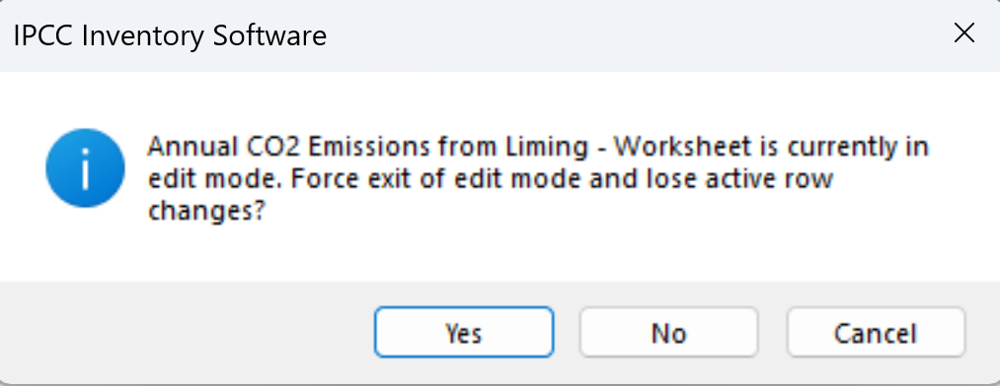 IPCC Inventory Software
Annual CO2 Emissions from Liming - Worksheet is currently in
edit mode. Force exit of edit mode and lose active row
changes?
Yes No Cancel